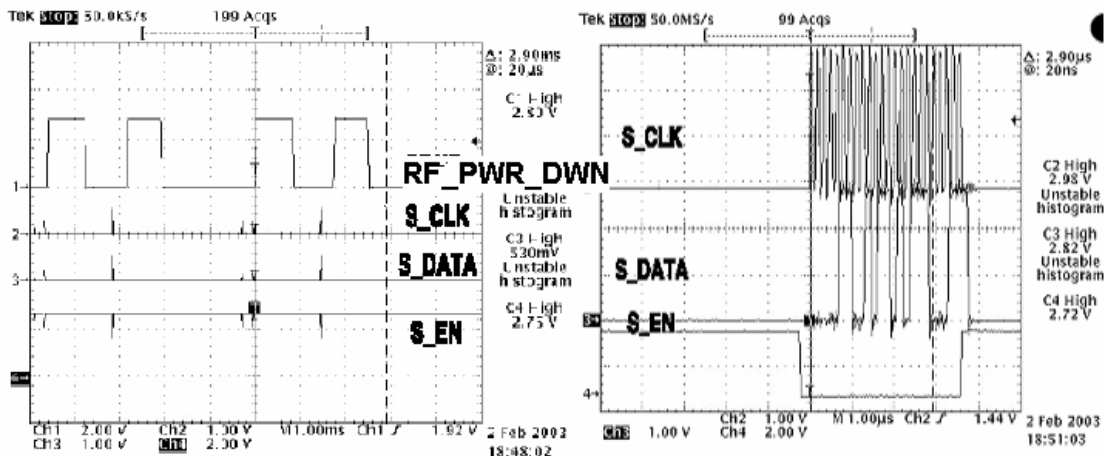 Tek Stop: 50.0kS/s 199 Acqs
Δ: 2.90ms
@: 20μs
C1 High
RF_PWR_DWN
Unstable
histogram
S_CLK
C3 High
530mV
Unstable
histogram
S_DATA
C4 High
2.75 V
S_EN
Ch1 2.00 V Ch2 1.00 V M1.00ms Ch1 1.92 V
Ch3 1.00 V Ch4 2.00 V
2 Feb 2003
18:48:02
Tek Stop: 50.0MS/s 99 Acqs
Δ: 2.90μs
@: 20ns
S_CLK
C2 High
2.98 V
Unstable
histogram
C3 High
2.82 V
Unstable
histogram
S_DATA
C4 High
2.72 V
S_EN
Ch2 1.00 V M1.00μs Ch2 1.44 V
Ch3 1.00 V Ch4 2.00 V
2 Feb 2003
18:51:03